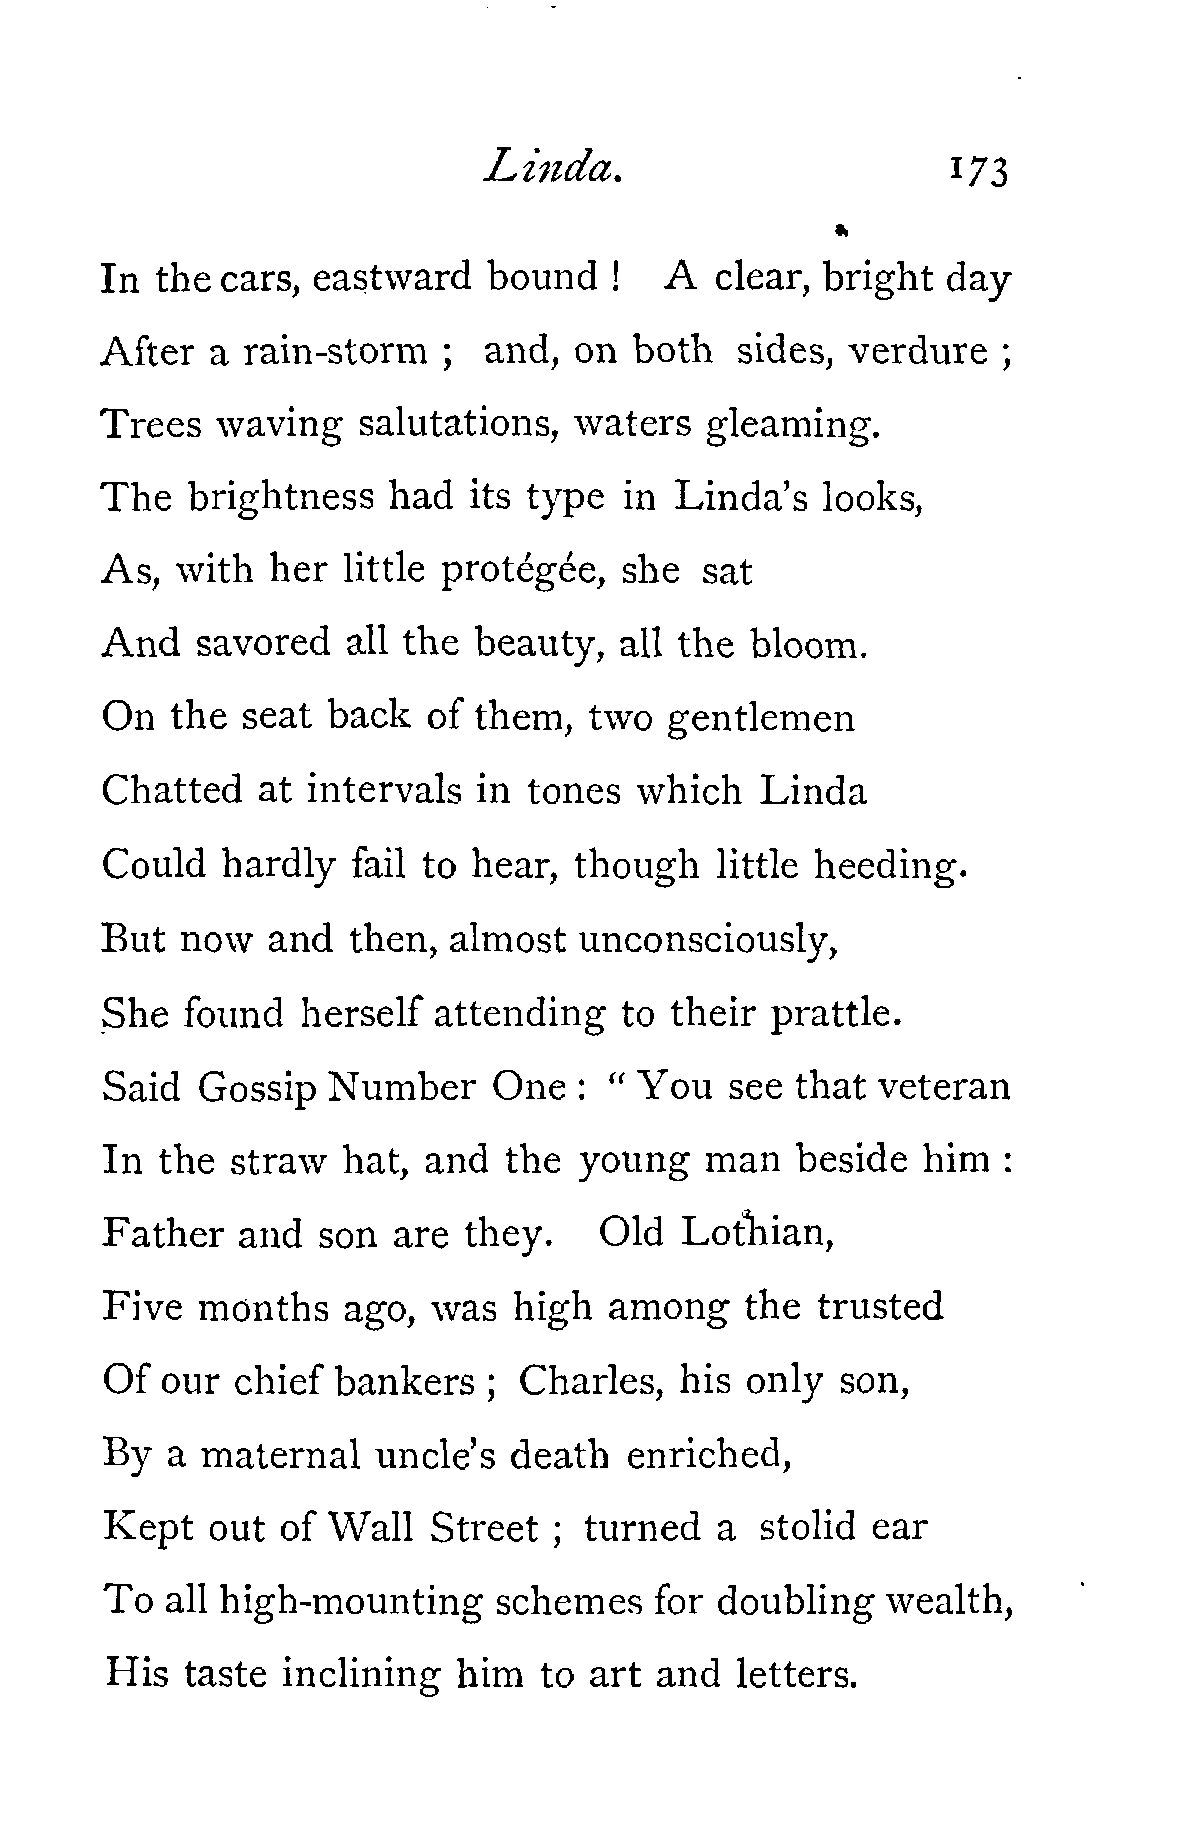 Linda. 173
In the cars, eastward bound ! A clear, bright day
After a rain-storm ; and, on both sides, verdure ;
Trees waving salutations, waters gleaming.
The brightness had its type in Linda's looks,
As, with her little protégée, she sat
And savored all the beauty, all the bloom.
On the seat back of them, two gentlemen
Chatted at intervals in tones which Linda
Could hardly fail to hear, though little heeding.
But now and then, almost unconsciously,
She found herself attending to their prattle.
Said Gossip Number One : " You see that veteran
In the straw hat, and the young man beside him :
Father and son are they. Old Lothian,
Five months ago, was high among the trusted
Of our chief bankers ; Charles, his only son,
By a maternal uncle's death enriched,
Kept out of Wall Street ; turned a stolid ear
To all high-mounting schemes for doubling wealth,
His taste inclining him to art and letters.